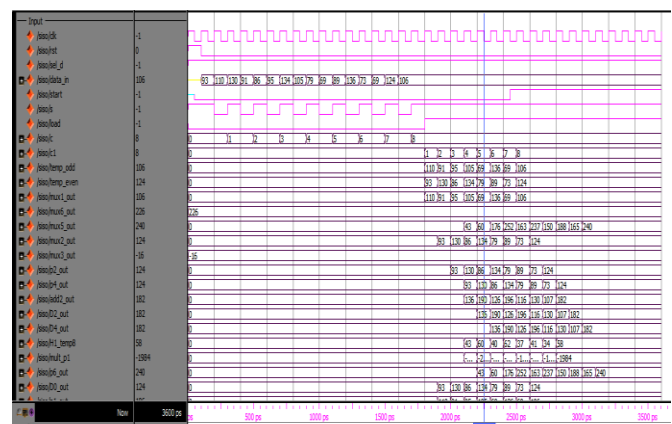 Input
/siso/clk -1
/siso/rst 0
/siso/sel_d -1
/siso/data_in 106 93 110 130 91 86 95 134 105 79 69 89 136 73 69 124 106
/siso/start -1
/siso/s -1
/siso/load -1
/siso/c 8 0 1 2 3 4 5 6 7 8
/siso/c1 8 0 1 2 3 4 5 6 7 8
/siso/temp_odd 106 0 110 91 95 105 69 136 69 106
/siso/temp_even 124 0 93 130 86 134 79 89 73 124
/siso/mux1_out 106 0 110 91 95 105 69 136 69 106
/siso/mux6_out 226 226
/siso/mux5_out 240 0 43 60 176 252 163 237 150 188 165 240
/siso/mux2_out 124 0 93 130 86 134 79 89 73 124
/siso/mux3_out -16 -16
/siso/p2_out 124 0 93 130 86 134 79 89 73 124
/siso/p4_out 124 0 93 130 86 134 79 89 73 124
/siso/add2_out 182 0 136 190 126 196 116 130 107 182
/siso/D2_out 182 0 136 190 126 196 116 130 107 182
/siso/D4_out 182 0 136 190 126 196 116 130 107 182
/siso/H1_temp8 58 0 43 60 40 62 37 41 34 58
/siso/mult_p1 -1984 0 -... -2... -... -... -1... -... -1... -1984
/siso/p6_out 240 0 43 60 176 252 163 237 150 188 165 240
/siso/D0_out 124 0 93 130 86 134 79 89 73 124
Now 3600 ps ps 500 ps 1000 ps 1500 ps 2000 ps 2500 ps 3000 ps 3500 ps